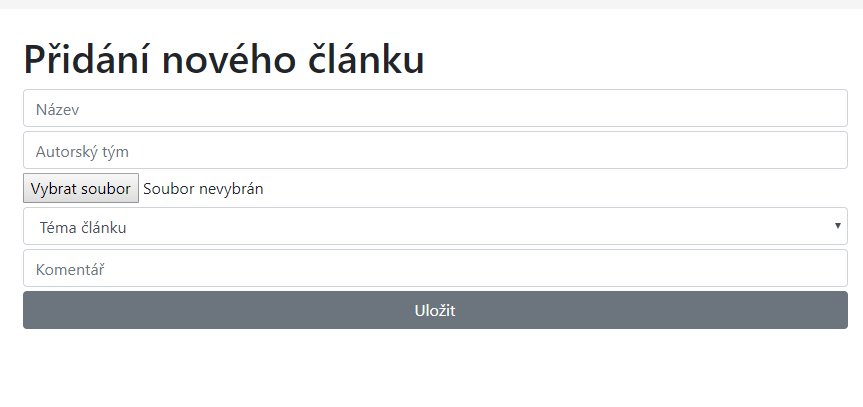 Přidání nového článku
Název
Autorský tým
Vybrat soubor Soubor nevybrán
Téma článku
Komentář
Uložit